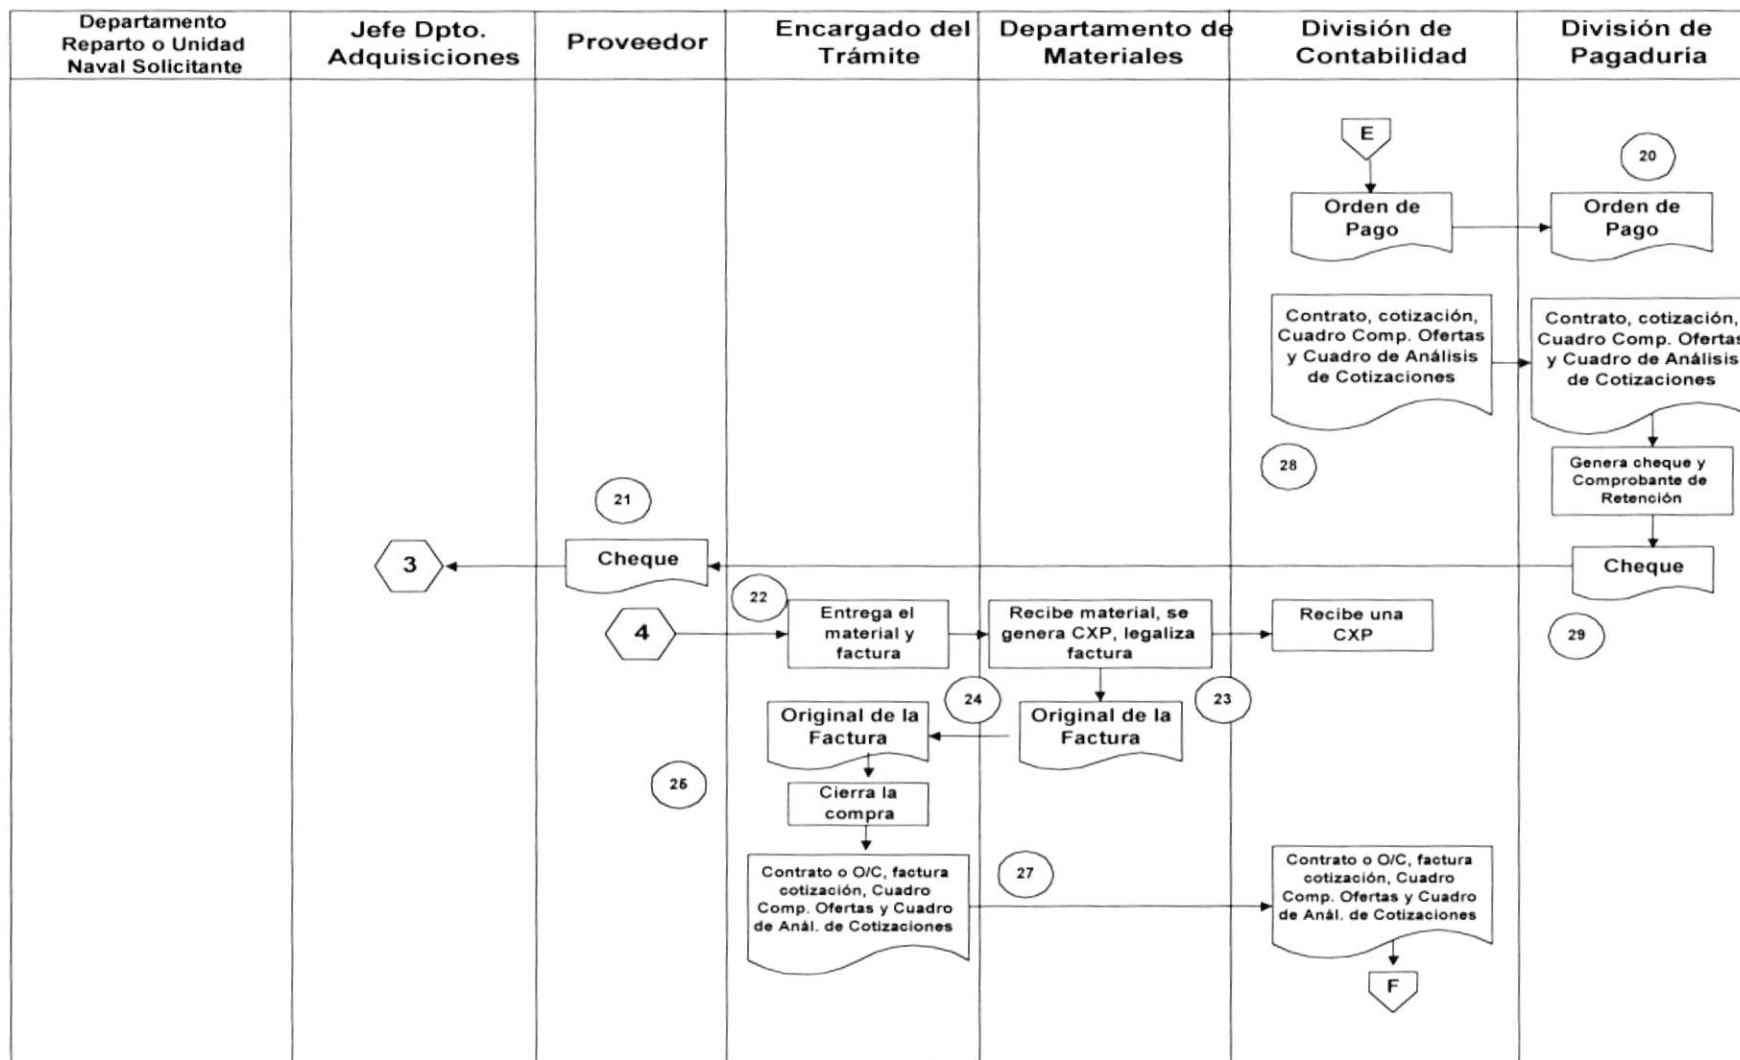 Departamento
Reparto o Unidad
Naval Solicitante
Jefe Dpto.
Adquisiciones
Proveedor
Encargado del
Trámite
Departamento de
Materiales
División de
Contabilidad
División de
Pagaduría
E
20
Orden de
Pago
Orden de
Pago
Contrato, cotización,
Cuadro Comp. Ofertas
y Cuadro de Análisis
de Cotizaciones
Contrato, cotización,
Cuadro Comp. Ofertas
y Cuadro de Análisis
de Cotizaciones
28
Genera cheque y
Comprobante de
Retención
21
3
Cheque
Cheque
22
4
Entrega el
material y
factura
Recibe material, se
genera CXP, legaliza
factura
Recibe una
CXP
29
24
23
Original de la
Factura
Original de la
Factura
25
Cierra la
compra
Contrato o O/C, factura
cotización, Cuadro
Comp. Ofertas y Cuadro
de Anál. de Cotizaciones
27
Contrato o O/C, factura
cotización, Cuadro
Comp. Ofertas y Cuadro
de Anál. de Cotizaciones
F